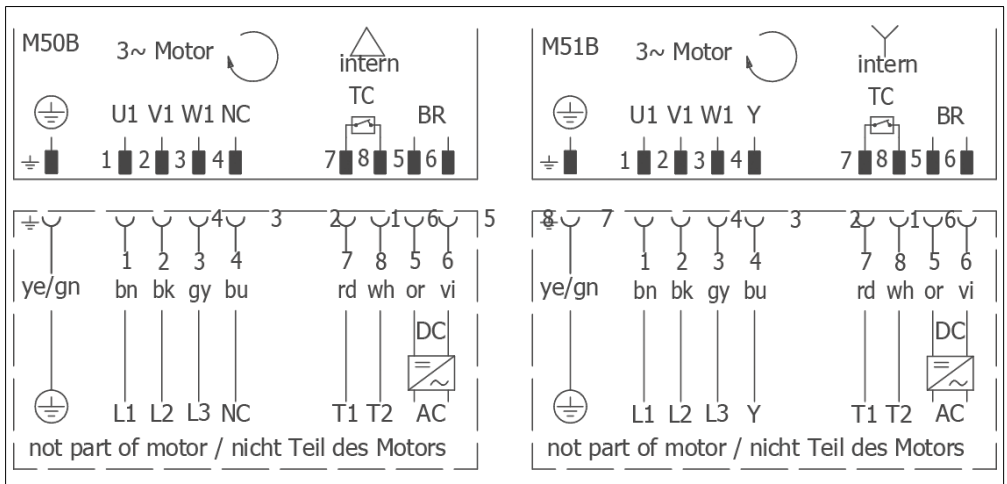 M50B 3~ Motor intern
TC
U1 V1 W1 NC BR
1 2 3 4 7 8 5 6
4 3 2 1 6 5
1 2 3 4 7 8 5 6
ye/gn bn bk gy bu rd wh or vi
DC
L1 L2 L3 NC T1 T2 AC
not part of motor / nicht Teil des Motors
M51B 3~ Motor intern
TC
U1 V1 W1 Y BR
1 2 3 4 7 8 5 6
8 7 4 3 2 1 6
1 2 3 4 7 8 5 6
ye/gn bn bk gy bu rd wh or vi
DC
L1 L2 L3 Y T1 T2 AC
not part of motor / nicht Teil des Motors